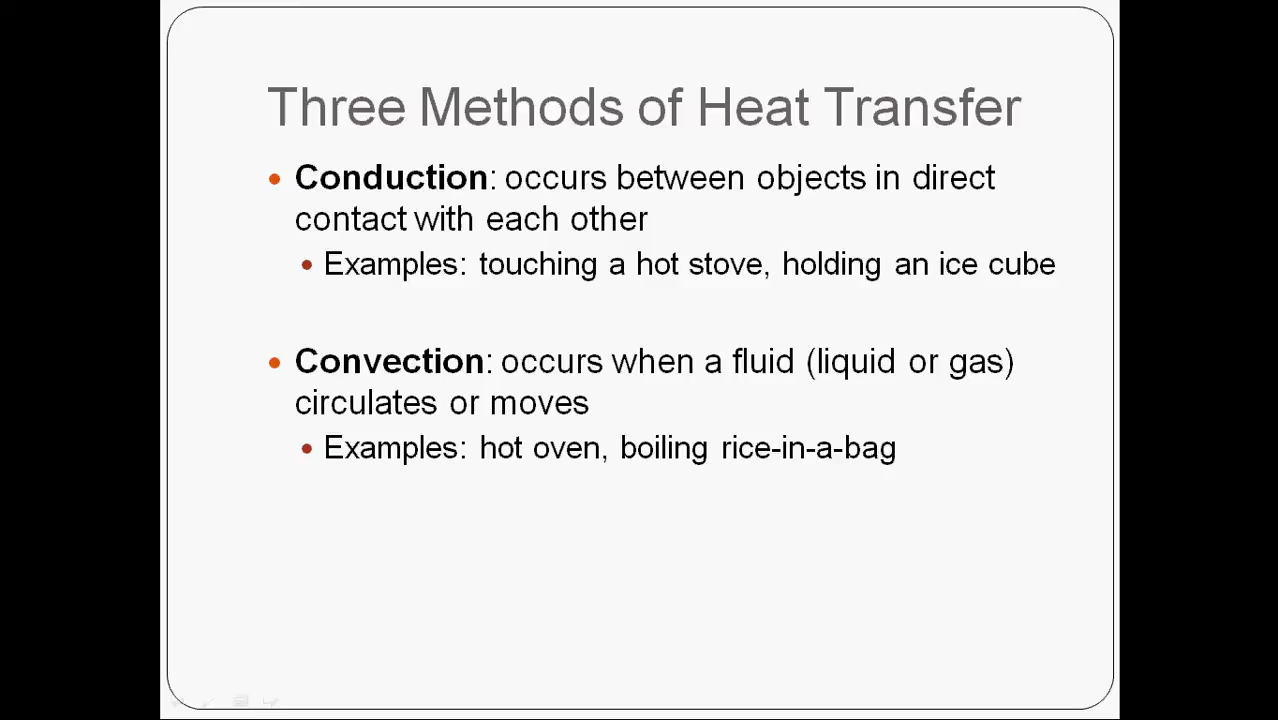 Three Methods of Heat Transfer
• Conduction: occurs between objects in direct
contact with each other
• Examples: touching a hot stove, holding an ice cube
• Convection: occurs when a fluid (liquid or gas)
circulates or moves
• Examples: hot oven, boiling rice-in-a-bag